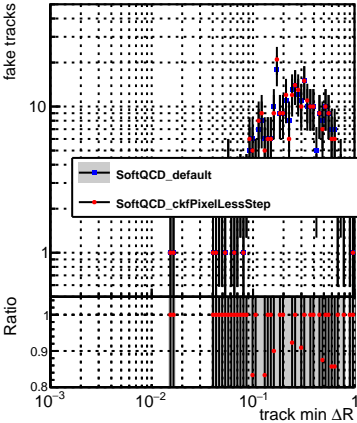 fake tracks
10
SoftQCD_default
SoftQCD_ckfPixelLessStep
1
Ratio
1
0.9
0.8
10⁻³ 10⁻² 10⁻¹ 1
track min ΔR